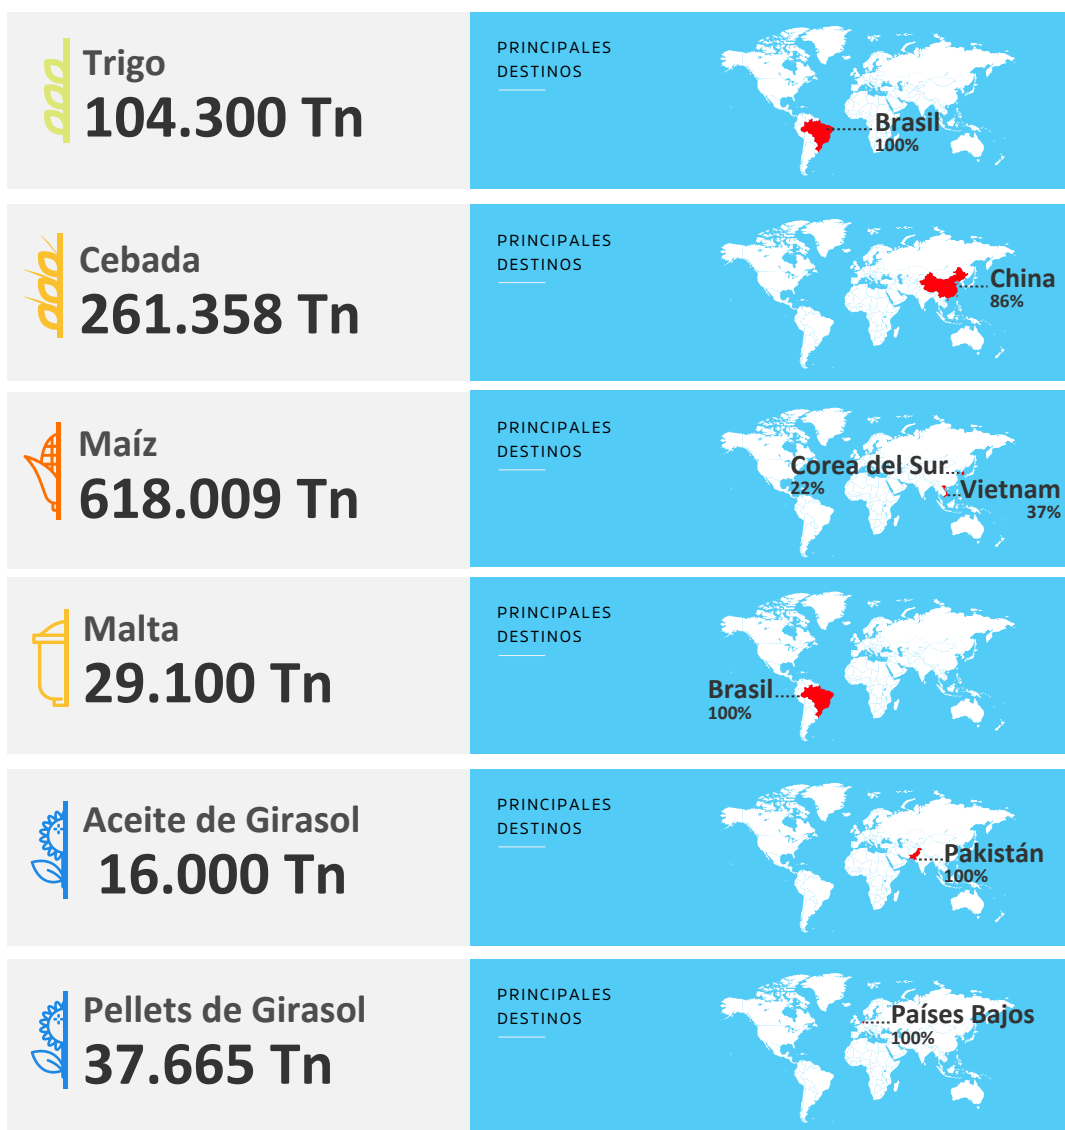 Trigo
104.300 Tn
PRINCIPALES
DESTINOS
Brasil
100%
Cebada
261.358 Tn
PRINCIPALES
DESTINOS
China
86%
Maíz
618.009 Tn
PRINCIPALES
DESTINOS
Corea del Sur
22%
Vietnam
37%
Malta
29.100 Tn
PRINCIPALES
DESTINOS
Brasil
100%
Aceite de Girasol
16.000 Tn
PRINCIPALES
DESTINOS
Pakistán
100%
Pellets de Girasol
37.665 Tn
PRINCIPALES
DESTINOS
Países Bajos
100%